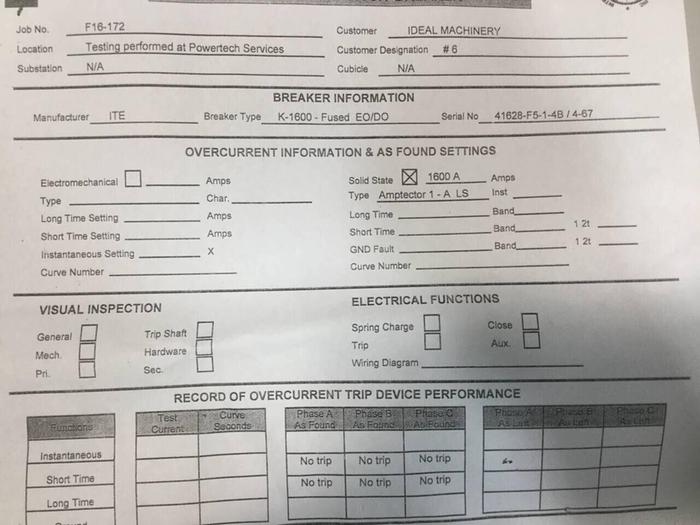 Job No. F16-172 Customer IDEAL MACHINERY
Location Testing performed at Powertech Services Customer Designation # 6
Substation N/A Cubicle N/A
BREAKER INFORMATION
Manufacturer ITE Breaker Type K-1600 - Fused EO/DO Serial No 41628-F5-1-4B / 4-67
OVERCURRENT INFORMATION & AS FOUND SETTINGS
Electromechanical Amps Solid State 1600 A Amps
Type Char. Type Amptector 1 - A LS Inst
Long Time Setting Amps Long Time Band
Short Time Setting Amps Short Time Band 1 2t
Instantaneous Setting X GND Fault Band 1 2t
Curve Number Curve Number
VISUAL INSPECTION ELECTRICAL FUNCTIONS
General Trip Shaft Spring Charge Close
Mech. Hardware Trip Aux.
Pri. Sec. Wiring Diagram
RECORD OF OVERCURRENT TRIP DEVICE PERFORMANCE
Functions Test Current Curve Seconds Phase A As Found Phase B As Found Phase C As Found Phase A As Left Phase B As Left Phase C As Left
Instantaneous No trip No trip No trip
Short Time No trip No trip No trip
Long Time